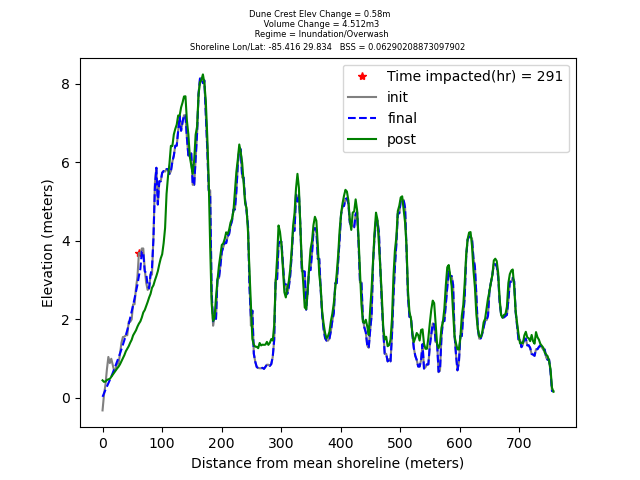 Dune Crest Elev Change = 0.58m
Volume Change = 4.512m3
Regime = Inundation/Overwash
Shoreline Lon/Lat: -85.416 29.834   BSS = 0.06290208873097902
Time impacted(hr) = 291
init
final
post
Elevation (meters)
8
6
4
2
0
0 100 200 300 400 500 600 700
Distance from mean shoreline (meters)